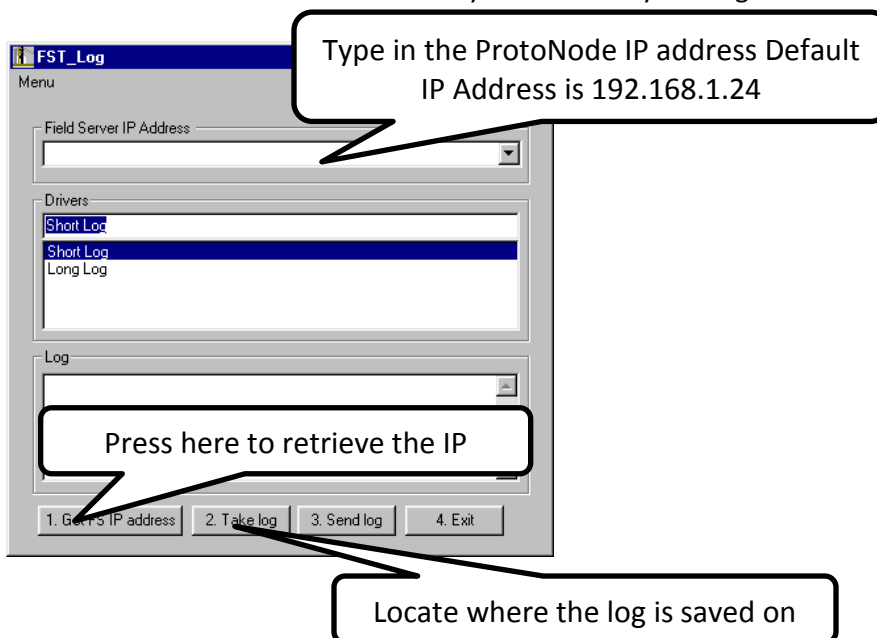 Type in the ProtoNode IP address Default
IP Address is 192.168.1.24
FST_Log
Menu
Field Server IP Address
Drivers
Short Log
Short Log
Long Log
Log
Press here to retrieve the IP
1. Get FS IP address
2. Take log
3. Send log
4. Exit
Locate where the log is saved on